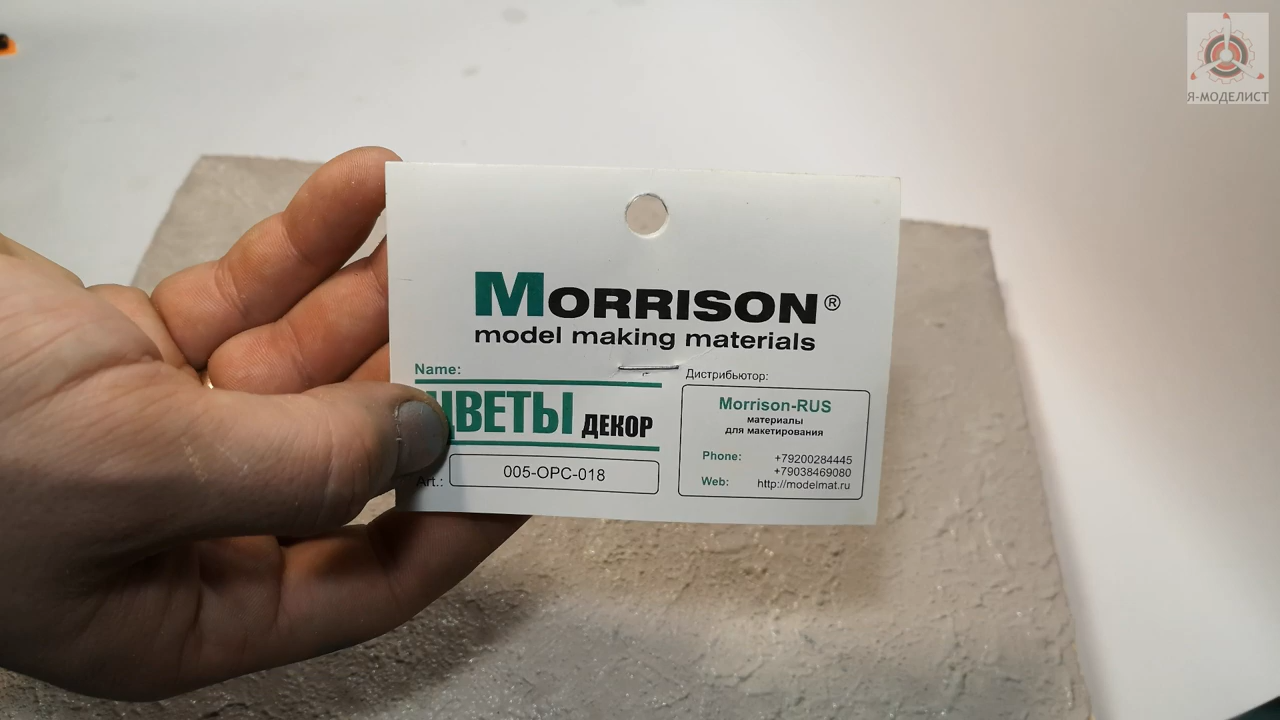 Я-МОДЕЛИСТ
MORRISON®
model making materials
Name:
ЦВЕТЫ ДЕКОР
Art.:
005-OPC-018
Дистрибьютор:
Morrison-RUS
материалы
для макетирования
Phone: +79200284445
+79038469080
Web: http://modelmat.ru